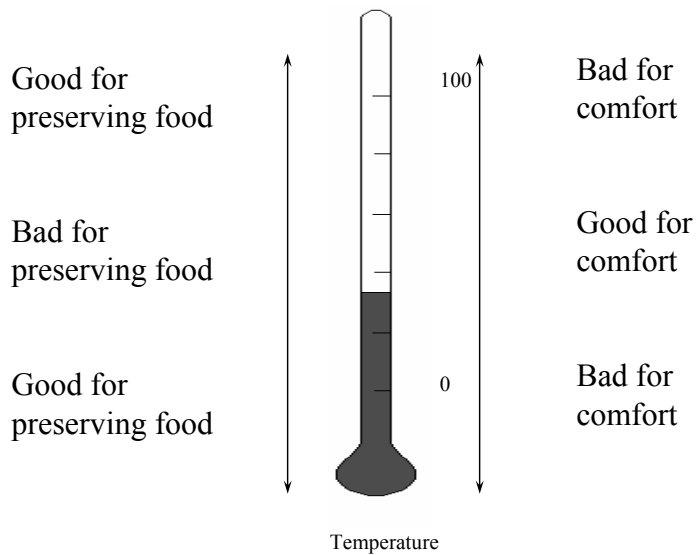 Good for
preserving food
Bad for
preserving food
Good for
preserving food
100
0
Bad for
comfort
Good for
comfort
Bad for
comfort
Temperature